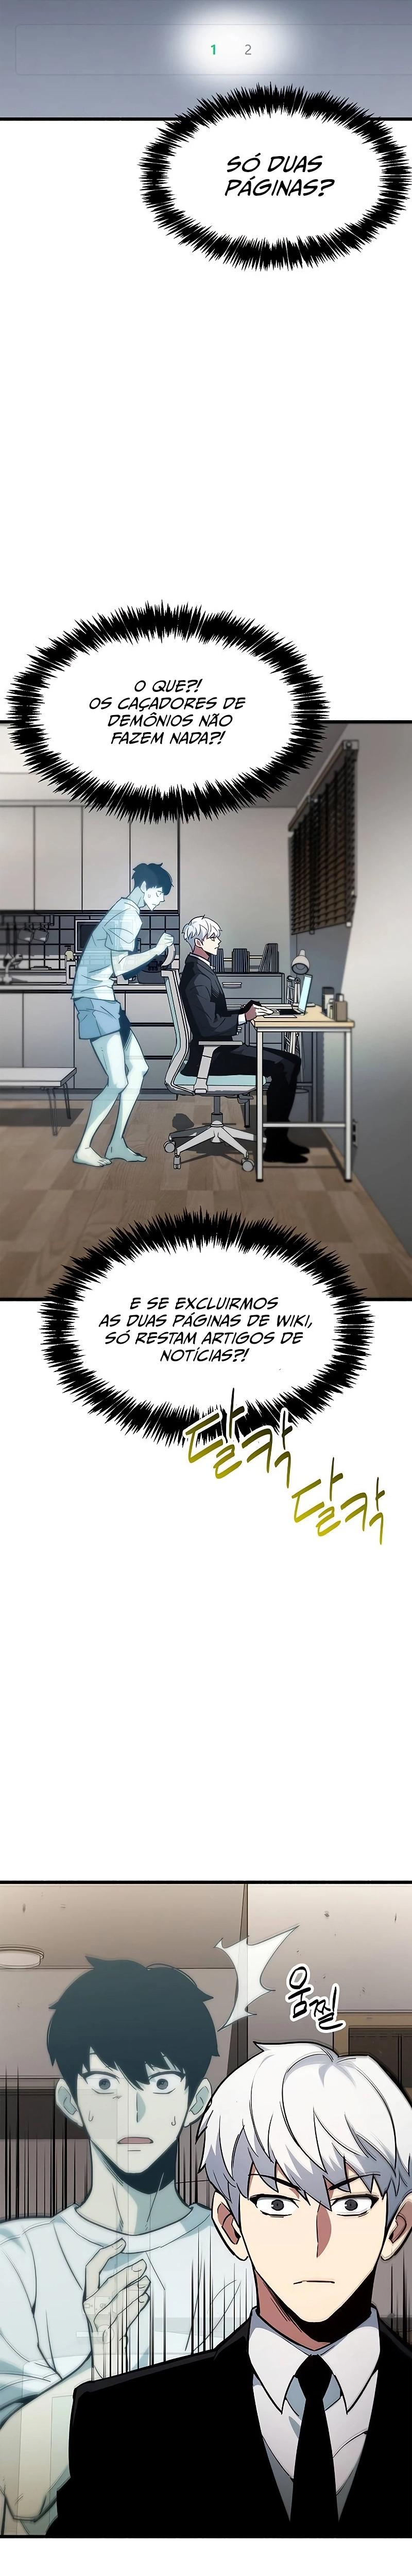 1 2
SÓ DUAS
PÁGINAS?
O QUE?!
OS CAÇADORES DE
DEMÔNIOS NÃO
FAZEM NADA?!
E SE EXCLUIRMOS
AS DUAS PÁGINAS DE WIKI,
SÓ RESTAM ARTIGOS DE
NOTÍCIAS?!
달칵
달칵
움찔